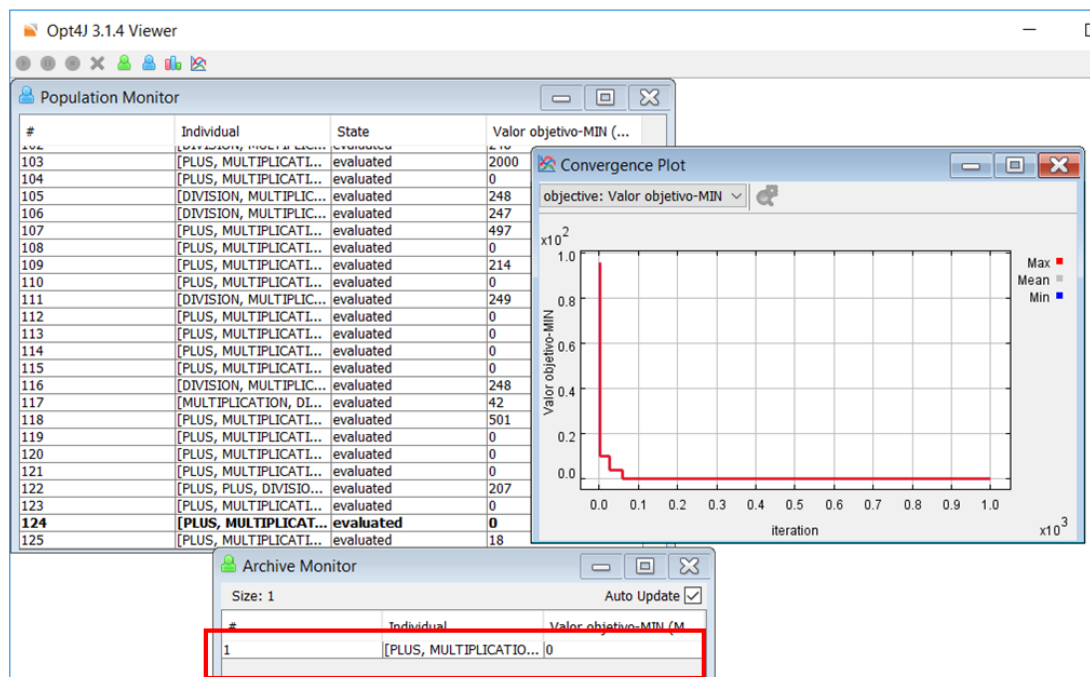 Opt4J 3.1.4 Viewer
Population Monitor
# Individual State Valor objetivo-MIN (...
103 [PLUS, MULTIPLICATI... evaluated 2000
104 [PLUS, MULTIPLICATI... evaluated 0
105 [DIVISION, MULTIPLIC... evaluated 248
106 [DIVISION, MULTIPLIC... evaluated 247
107 [PLUS, MULTIPLICATI... evaluated 497
108 [PLUS, MULTIPLICATI... evaluated 0
109 [PLUS, MULTIPLICATI... evaluated 214
110 [PLUS, MULTIPLICATI... evaluated 0
111 [DIVISION, MULTIPLIC... evaluated 249
112 [PLUS, MULTIPLICATI... evaluated 0
113 [PLUS, MULTIPLICATI... evaluated 0
114 [PLUS, MULTIPLICATI... evaluated 0
115 [PLUS, MULTIPLICATI... evaluated 0
116 [DIVISION, MULTIPLIC... evaluated 248
117 [MULTIPLICATION, DI... evaluated 42
118 [PLUS, MULTIPLICATI... evaluated 501
119 [PLUS, MULTIPLICATI... evaluated 0
120 [PLUS, MULTIPLICATI... evaluated 0
121 [PLUS, MULTIPLICATI... evaluated 0
122 [PLUS, PLUS, DIVISIO... evaluated 207
123 [PLUS, MULTIPLICATI... evaluated 0
124 [PLUS, MULTIPLICAT... evaluated 0
125 [PLUS, MULTIPLICATI... evaluated 18
Convergence Plot
objective: Valor objetivo-MIN
x10 2
1.0
0.8
0.6
0.4
0.2
0.0
Valor objetivo-MIN
Max
Mean
Min
0.0 0.1 0.2 0.3 0.4 0.5 0.6 0.7 0.8 0.9 1.0
iteration
x10 3
Archive Monitor
Size: 1 Auto Update
# Individual Valor objetivo-MIN (M...
1 [PLUS, MULTIPLICATIO... 0